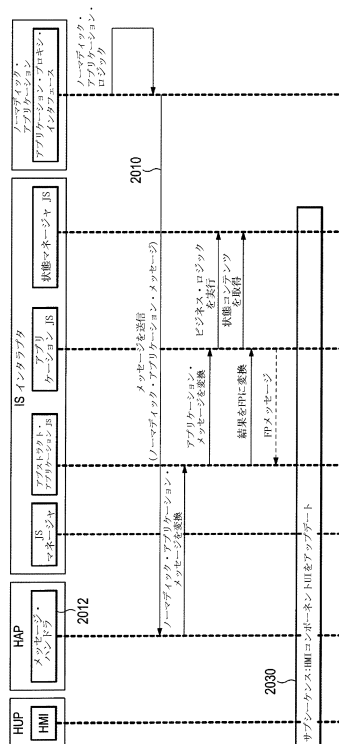 HUP
HMI
HAP
メッセージ・
ハンドラ
2012
IS インタラプタ
JS
マネージャ
アブストラクト・
アプリケーション JS
アプリ
ケーション JS
状態マネージャ JS
ノーマディック・
アプリケーション
アプリケーション・プロキシ・
インタフェース
ノーマディック・
アプリケーション・
ロジック
メッセージを送信
(ノーマディック・アプリケーション・メッセージ)
2010
ノーマディック・アプリケーション・
メッセージを変換
アプリケーション・
メッセージを変換
ビジネス・ロジック
を実行
状態コンテンツ
を取得
結果をFPに変換
FPメッセージ
2030
サブシーケンス:HMIコンポーネントUIをアップデート